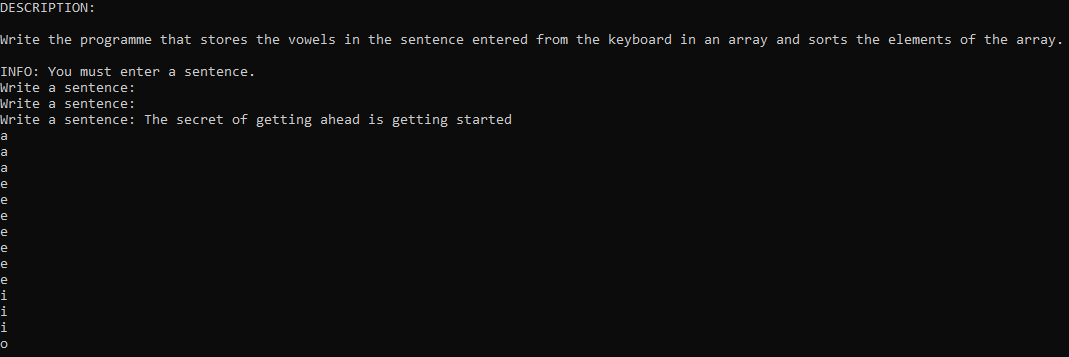 DESCRIPTION:
Write the programme that stores the vowels in the sentence entered from the keyboard in an array and sorts the elements of the array.
INFO: You must enter a sentence.
Write a sentence:
Write a sentence:
Write a sentence: The secret of getting ahead is getting started
a
a
a
e
e
e
e
e
e
e
i
i
i
o